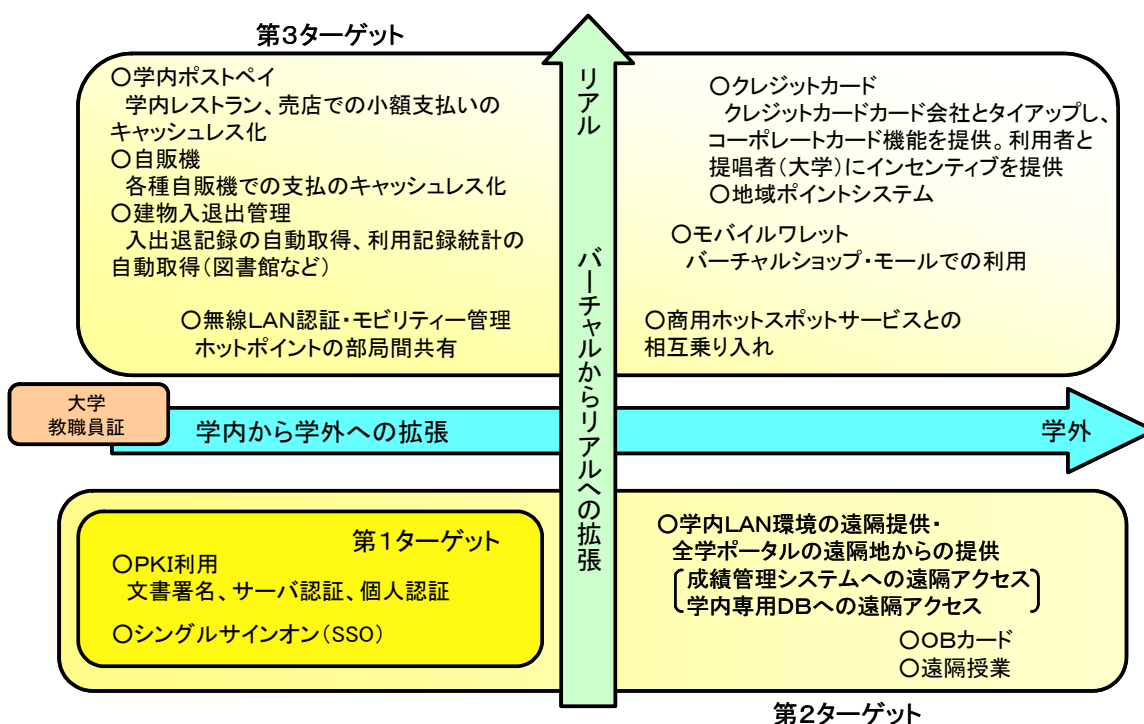 第3ターゲット
○学内ポストペイ
学内レストラン、売店での小額支払いの
キャッシュレス化
○自販機
各種自販機での支払のキャッシュレス化
○建物入退出管理
入出退記録の自動取得、利用記録統計の
自動取得(図書館など)
○無線LAN認証・モビリティー管理
ホットポイントの部局間共有
リアル
バーチャルからリアルへの拡張
○クレジットカード
クレジットカードカード会社とタイアップし、
コーポレートカード機能を提供。利用者と
提唱者(大学)にインセンティブを提供
○地域ポイントシステム
○モバイルワレット
バーチャルショップ・モールでの利用
○商用ホットスポットサービスとの
相互乗り入れ
大学
教職員証
学内から学外への拡張
学外
第1ターゲット
○PKI利用
文書署名、サーバ認証、個人認証
○シングルサインオン(SSO)
○学内LAN環境の遠隔提供・
全学ポータルの遠隔地からの提供
成績管理システムへの遠隔アクセス
学内専用DBへの遠隔アクセス
○OBカード
○遠隔授業
第2ターゲット